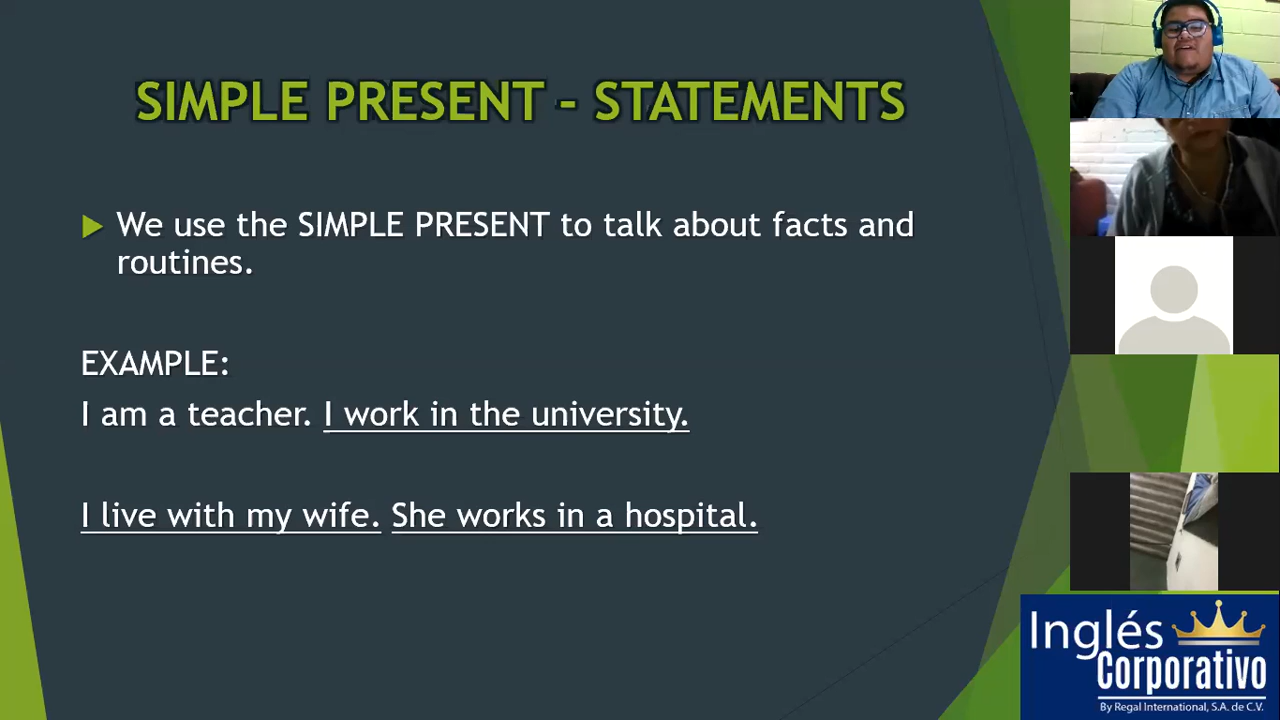 SIMPLE PRESENT - STATEMENTS
We use the SIMPLE PRESENT to talk about facts and
routines.
EXAMPLE:
I am a teacher. I work in the university.
I live with my wife. She works in a hospital.
Inglés
Corporativo
By Regal International, S.A. de C.V.